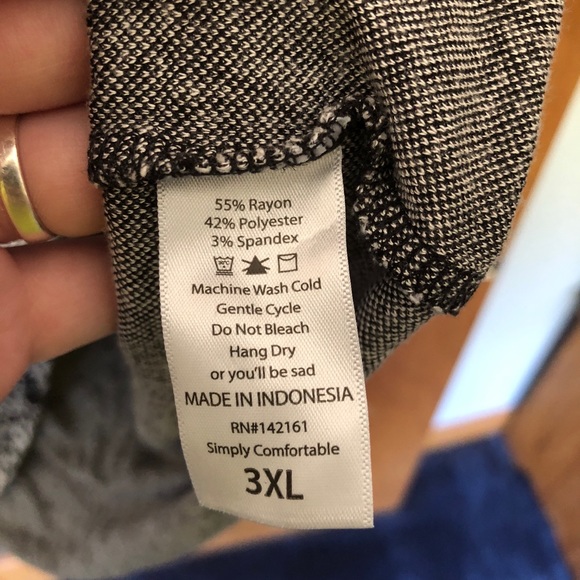 55% Rayon
42% Polyester
3% Spandex
Machine Wash Cold
Gentle Cycle
Do Not Bleach
Hang Dry
or you'll be sad
MADE IN INDONESIA
RN#142161
Simply Comfortable
3XL